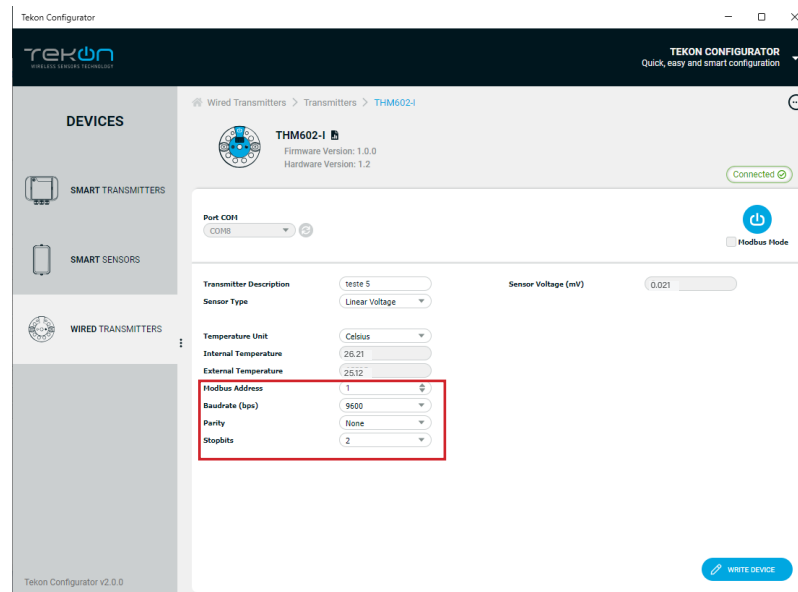 Tekon Configurator
TEKON
WIRELESS SENSORS TECHNOLOGY
TEKON CONFIGURATOR
Quick, easy and smart configuration
DEVICES
SMART TRANSMITTERS
SMART SENSORS
WIRED TRANSMITTERS
Tekon Configurator v2.0.0
Wired Transmitters > Transmitters > THM602-I
THM602-I
Firmware Version: 1.0.0
Hardware Version: 1.2
Connected
Port COM
COM8
Modbus Mode
Transmitter Description teste 5 Sensor Voltage (mV) 0.021
Sensor Type Linear Voltage
Temperature Unit Celsius
Internal Temperature 26.21
External Temperature 25.12
Modbus Address 1
Baudrate (bps) 9600
Parity None
Stopbits 2
WRITE DEVICE